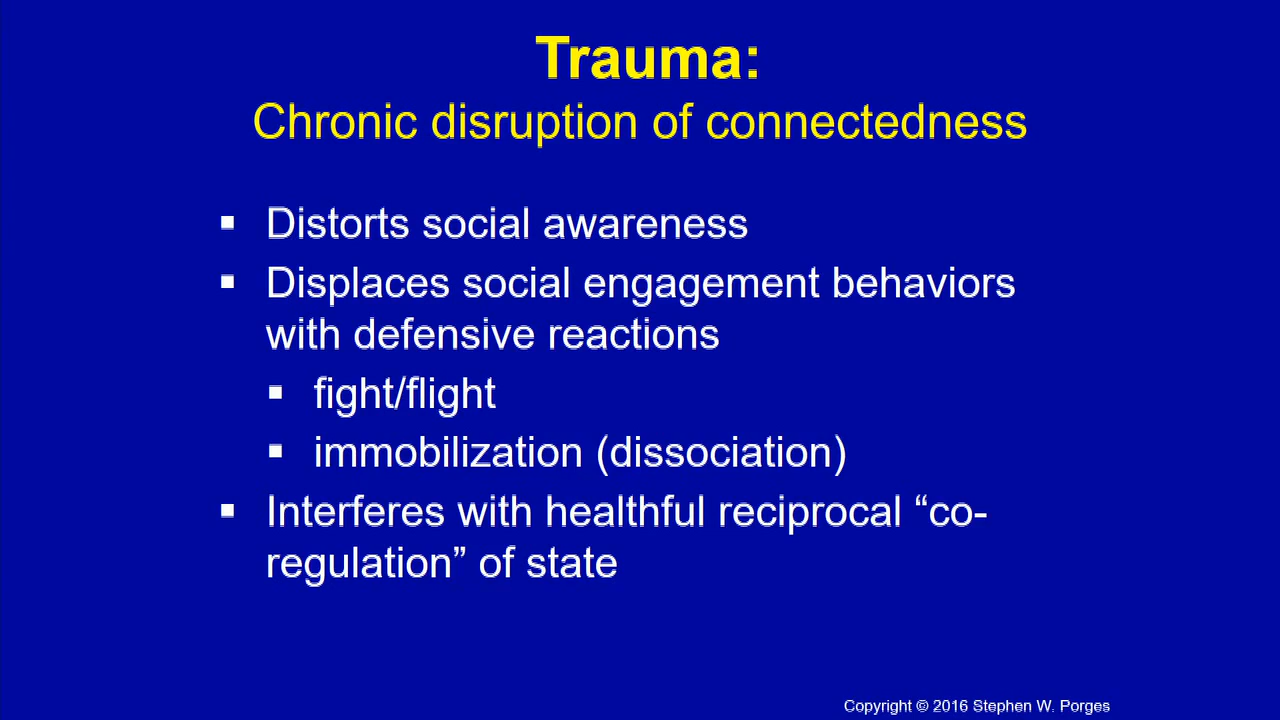 Trauma:
Chronic disruption of connectedness
▪ Distorts social awareness
▪ Displaces social engagement behaviors
with defensive reactions
▪ fight/flight
▪ immobilization (dissociation)
▪ Interferes with healthful reciprocal “co-
regulation” of state
Copyright © 2016 Stephen W. Porges